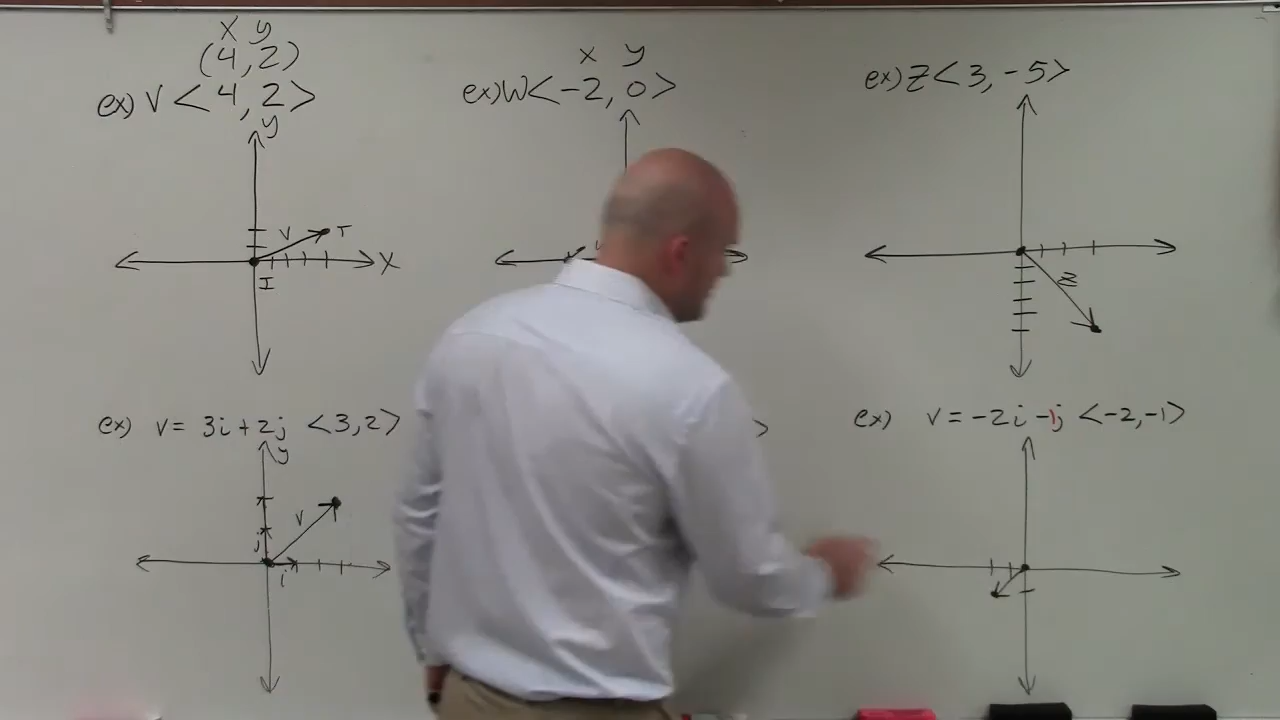 x y
(4,2)
ex) V<4,2>
y
V
T
X
I
x y
ex) W<-2,0>
ex) Z<3,-5>
Z
ex) v= 3i+2j <3,2>
y
V
j
i
>
ex) v=-2i-1j <-2,-1>